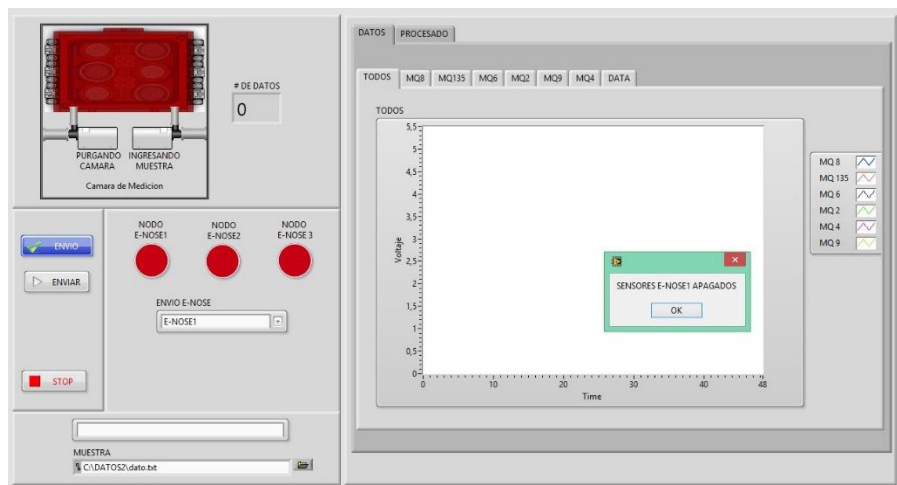 # DE DATOS
0
PURGANDO CAMARA
INGRESANDO MUESTRA
Camara de Medicion
ENVIO
ENVIAR
STOP
NODO E-NOSE1
NODO E-NOSE2
NODO E-NOSE 3
ENVIO E-NOSE
E-NOSE1
MUESTRA
C:\DATOS2\dato.txt
DATOS PROCESADO
TODOS MQ8 MQ135 MQ6 MQ2 MQ9 MQ4 DATA
TODOS
5,5
5
4,5
4
3,5
3
2,5
2
1,5
1
0,5
0
Voltaje
0 10 20 30 40 48
Time
SENSORES E-NOSE1 APAGADOS
OK
MQ 8
MQ 135
MQ 6
MQ 2
MQ 4
MQ 9